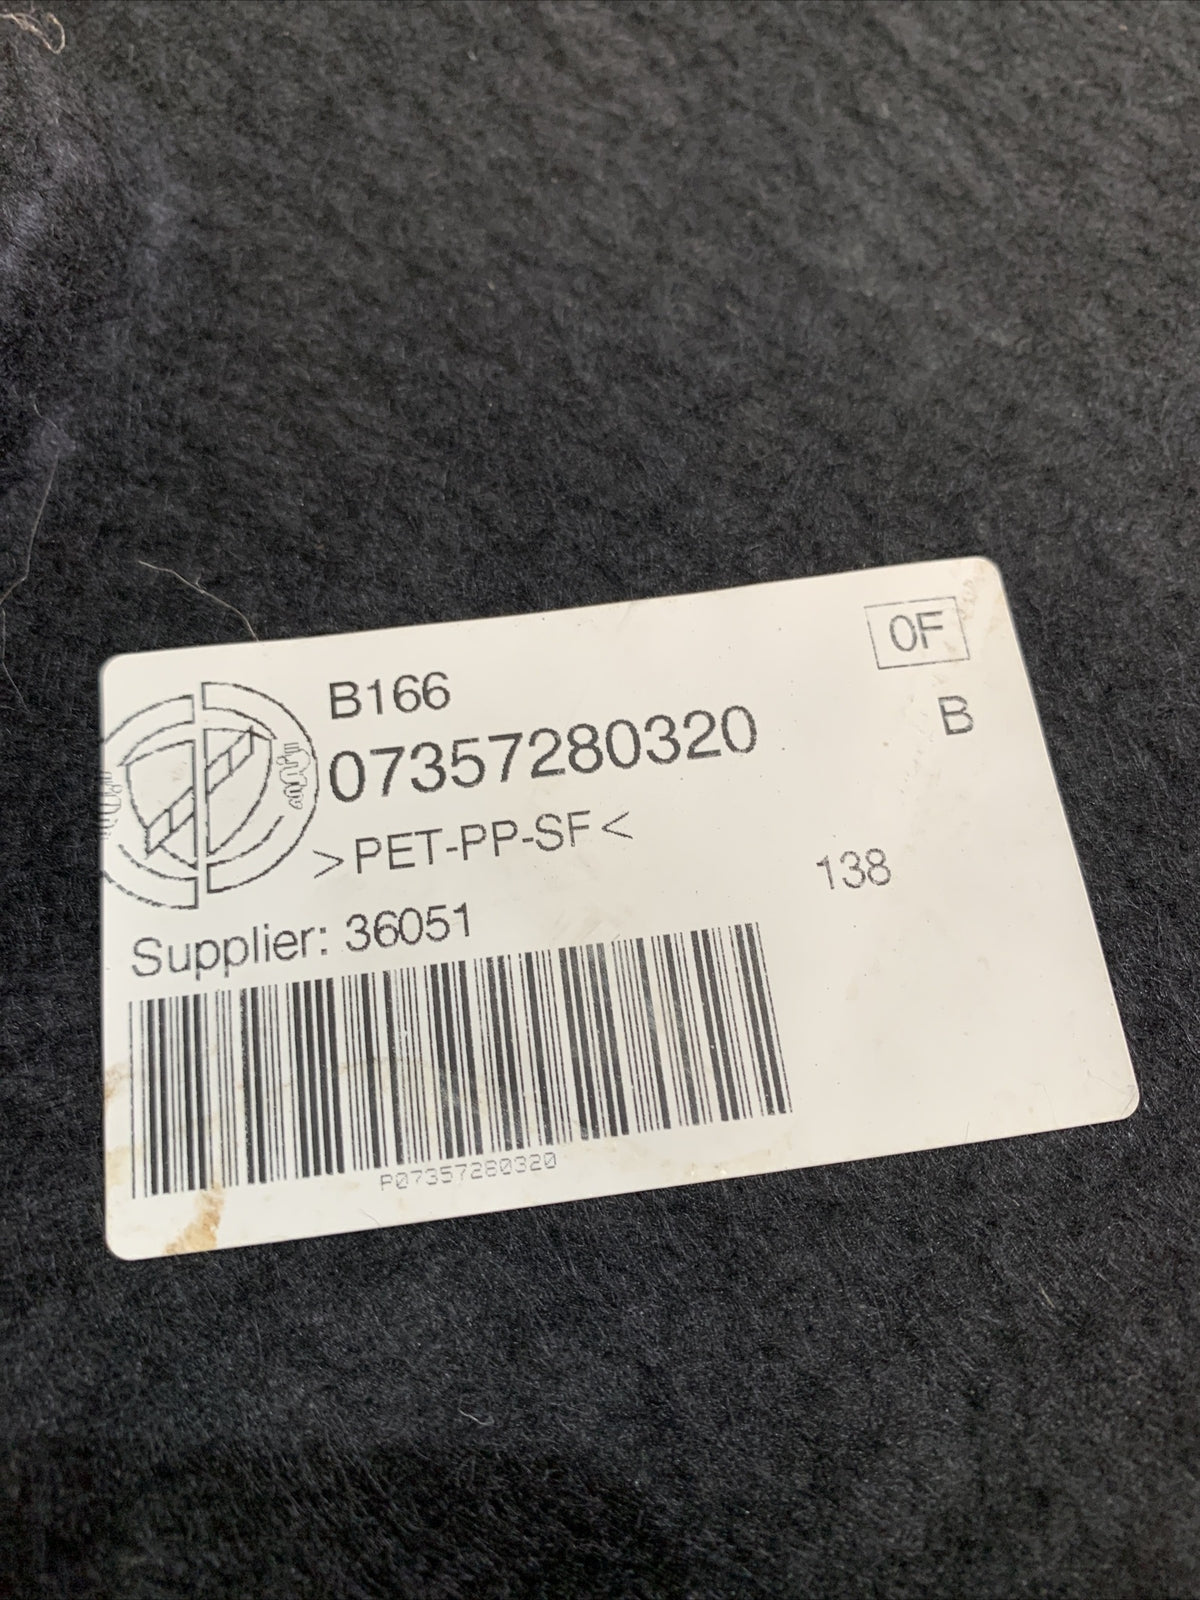 B166
0F
07357280320
B
>PET-PP-SF<
138
Supplier: 36051
P07357280320